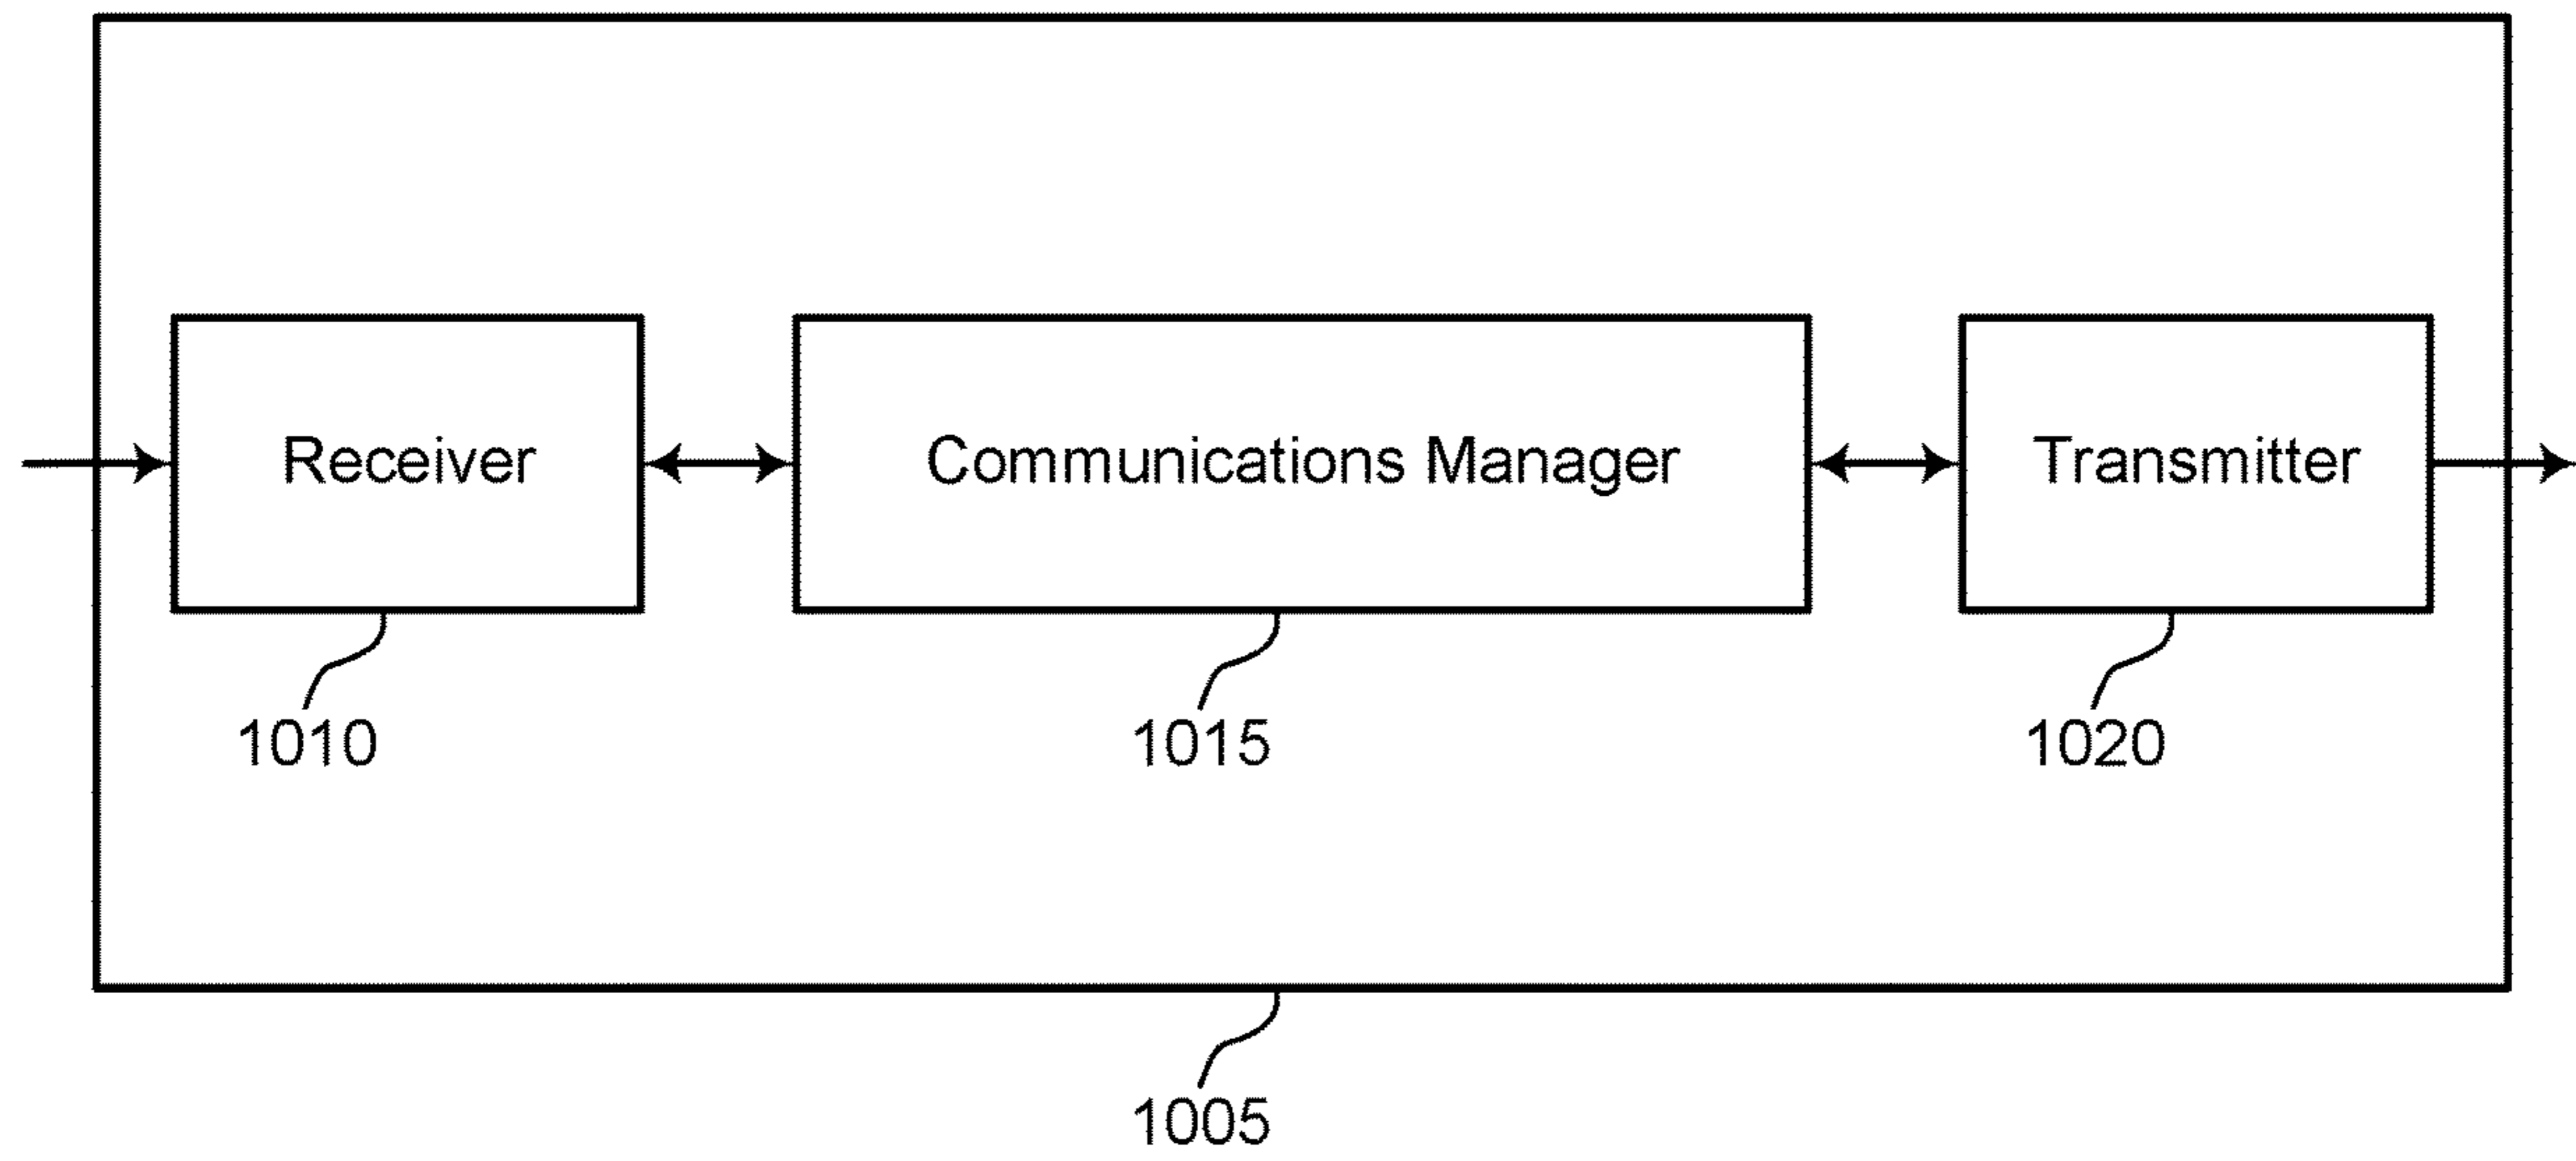 Receiver
Communications Manager
Transmitter
1010
1015
1020
1005